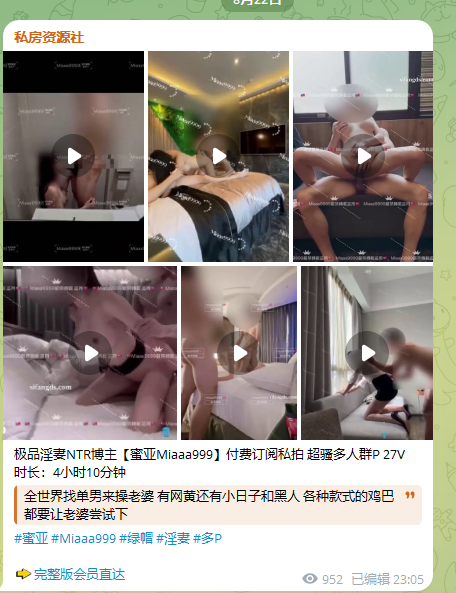 8月22日
私房资源社
Miaaa999
sifangds.com
极品淫妻NTR博主【蜜亚Miaaa999】付费订阅私拍 超骚多人群P 27V
时长：4小时10分钟
全世界找单男来操老婆 有网黄还有小日子和黑人 各种款式的鸡巴
都要让老婆尝试下
#蜜亚 #Miaaa999 #绿帽 #淫妻 #多P
👉完整版会员直达
952 已编辑 23:05